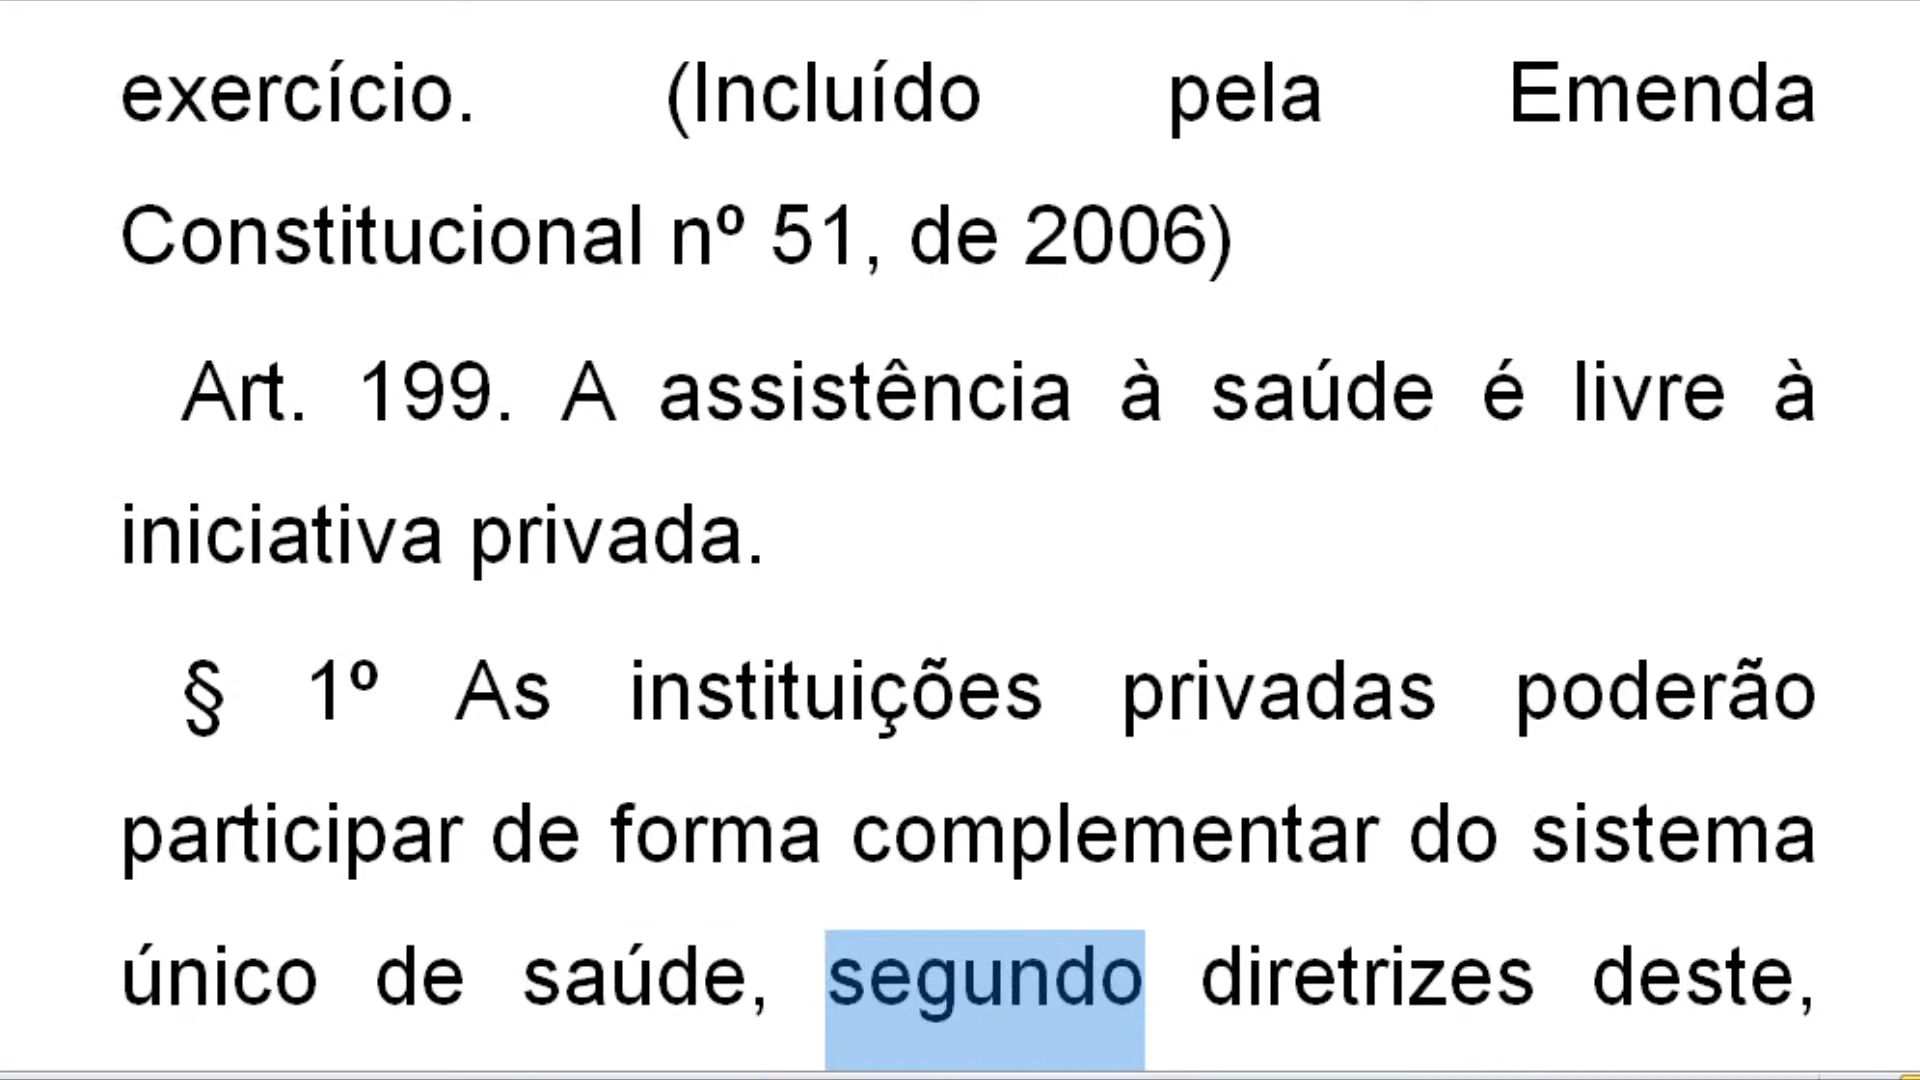 exercício. (Incluído pela Emenda
Constitucional nº 51, de 2006)
Art. 199. A assistência à saúde é livre à
iniciativa privada.
§ 1º As instituições privadas poderão
participar de forma complementar do sistema
único de saúde, segundo diretrizes deste,